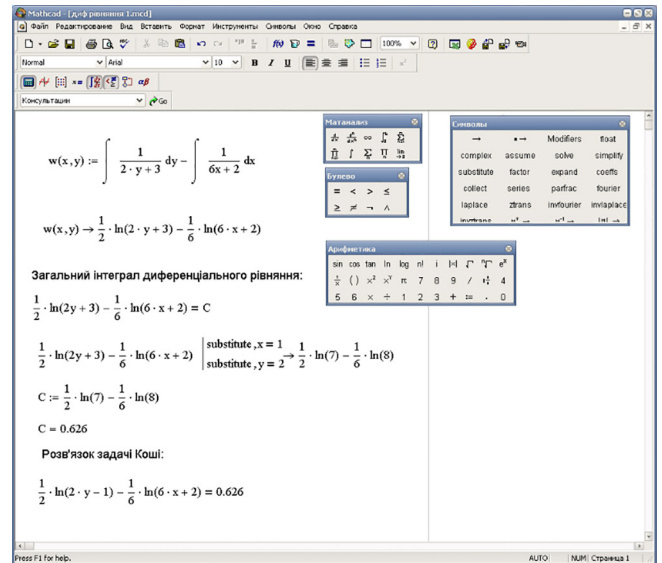 Mathcad - [диф рівняння 1.mcd]
Файл Редактирование Вид Вставить Формат Инструменты Символы Окно Справка
100%
Normal Arial 10 B I U
Консультации Go
w(x,y) := ∫ 1/(2·y+3) dy − ∫ 1/(6x+2) dx
w(x,y) → 1/2·ln(2·y+3) − 1/6·ln(6·x+2)
Загальний інтеграл диференціального рівняння:
1/2·ln(2y+3) − 1/6·ln(6·x+2) = C
1/2·ln(2y+3) − 1/6·ln(6·x+2) | substitute,x = 1 substitute,y = 2 → 1/2·ln(7) − 1/6·ln(8)
C := 1/2·ln(7) − 1/6·ln(8)
C = 0.626
Розв'язок задачі Коші:
1/2·ln(2·y−1) − 1/6·ln(6·x+2) = 0.626
Матанализ
Булево
= < > ≤
≥ ≠ ¬ ∧
Символы
→ ▪→ Modifiers float
complex assume solve simplify
substitute factor expand coeffs
collect series parfrac fourier
laplace ztrans invfourier invlaplace
invztrans
Арифметика
sin cos tan ln log n! i |×| √ ⁿ√ eˣ
1/x ( ) x² xʸ π 7 8 9 / 4
5 6 × ÷ 1 2 3 + := . 0
Press F1 for help.
AUTO NUM Страница 1